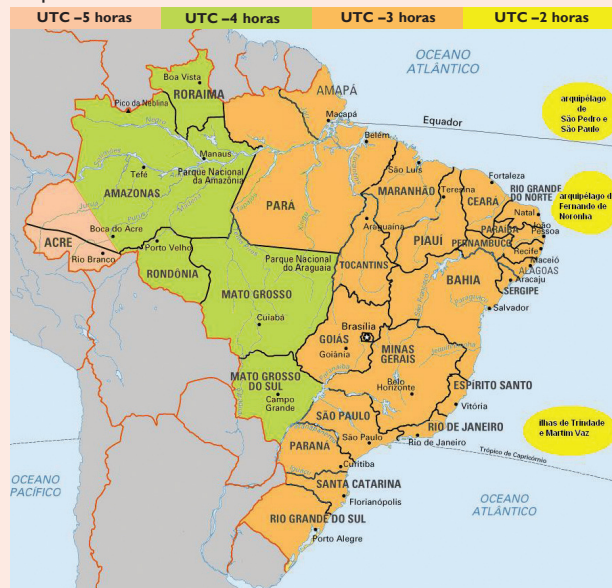 UTC –5 horas
UTC –4 horas
UTC –3 horas
UTC –2 horas
OCEANO
ATLÂNTICO
Boa Vista
RORAIMA
Pico da Neblina
AMAPÁ
Macapá
Equador
arquipélago
de
São Pedro e
São Paulo
Belém
Manaus
Tefé
Parque Nacional
da Amazônia
AMAZONAS
PARÁ
São Luís
MARANHÃO
Teresina
Fortaleza
CEARÁ
RIO GRANDE
DO NORTE
Natal
PARAÍBA
João
Pessoa
PERNAMBUCO
Recife
arquipélago d
Fernando de
Noronha
ACRE
Boca do Acre
Rio Branco
Porto Velho
RONDÔNIA
Araguaína
PIAUÍ
Parque Nacional
do Araguaia
TOCANTINS
Maceió
ALAGOAS
Aracaju
SERGIPE
BAHIA
Salvador
MATO GROSSO
Cuiabá
Brasília
GOIÁS
Goiânia
MINAS
GERAIS
Belo
Horizonte
MATO GROSSO
DO SUL
Campo
Grande
ESPÍRITO SANTO
Vitória
SÃO PAULO
São Paulo
RIO DE JANEIRO
Rio de Janeiro
ilhas de Trindade
e Martim Vaz
Trópico de Capricórnio
PARANÁ
Curitiba
SANTA CATARINA
Florianópolis
RIO GRANDE DO SUL
Porto Alegre
OCEANO
PACÍFICO
OCEANO
ATLÂNTICO